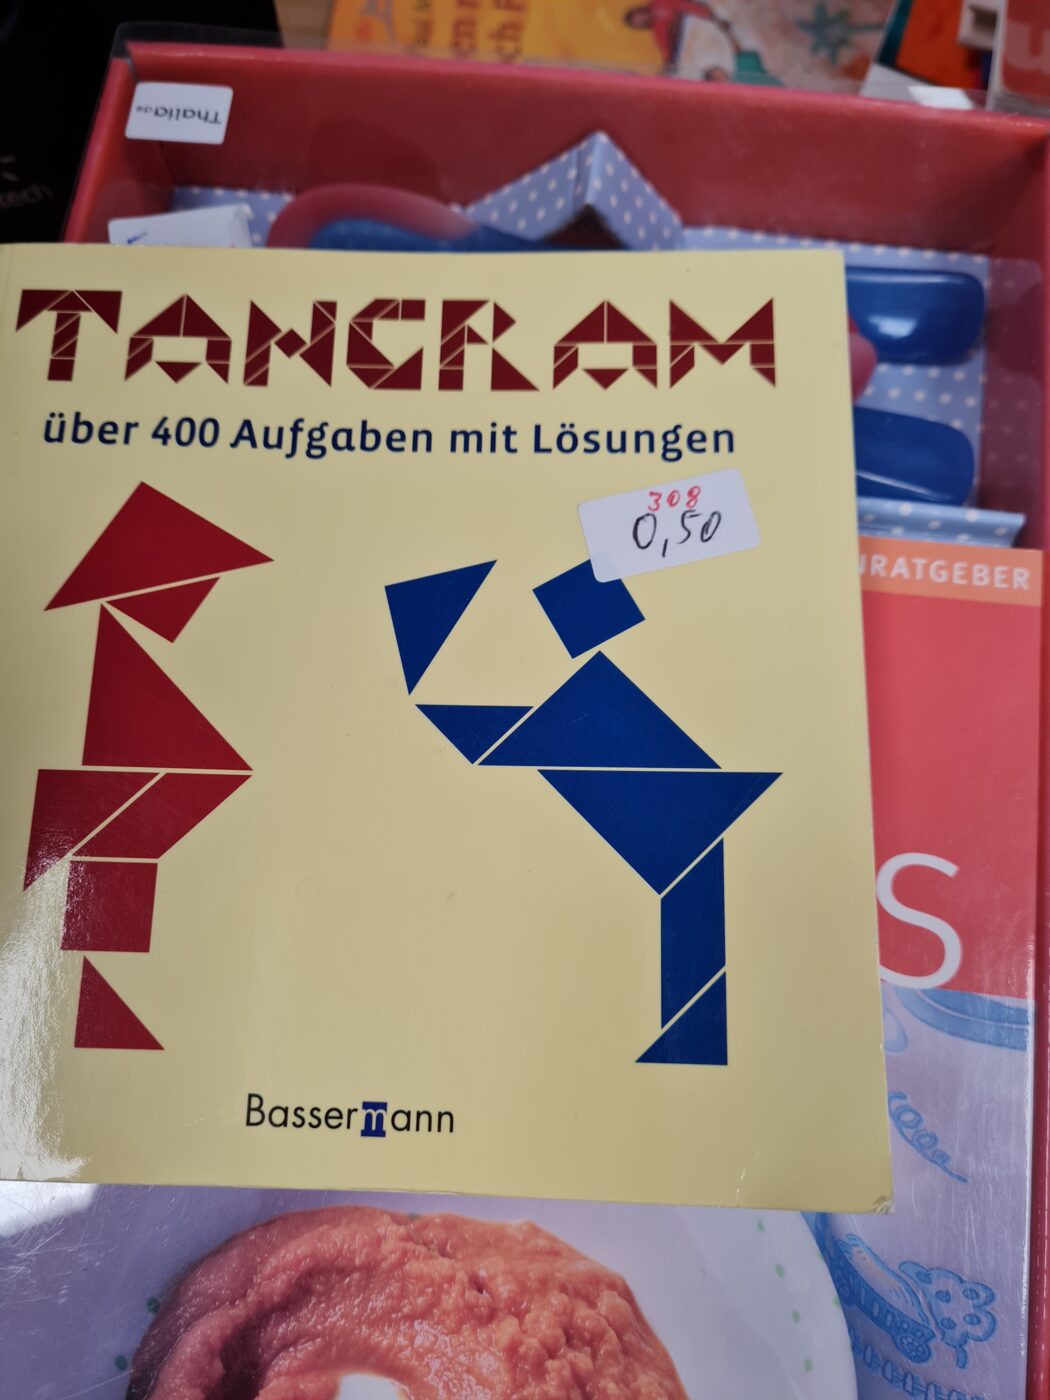 Thalia.de
TANGRAM
über 400 Aufgaben mit Lösungen
308
0,50
RATGEBER
S
Bassermann